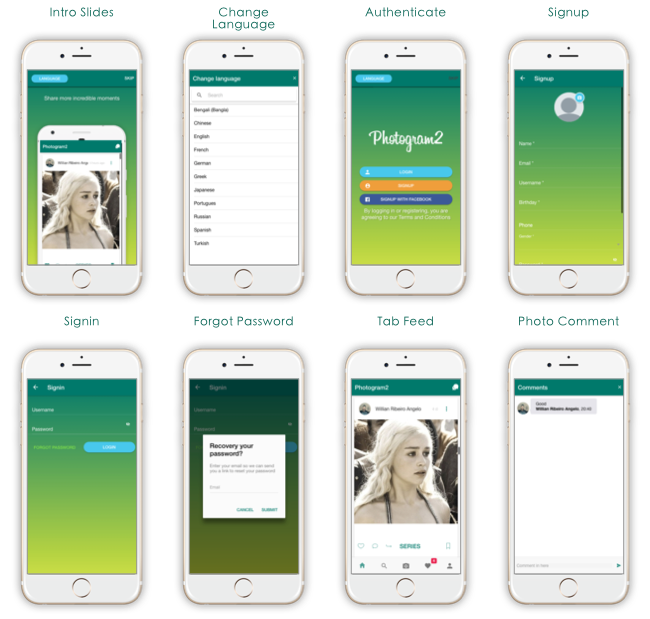 Intro Slides
Change
Language
Authenticate
Signup
LANGUAGE
SKIP
Share more incredible moments
Photogram2
Willian Ribeiro Ange
Change language
×
Search
Bengali (Bangla)
Chinese
English
French
German
Greek
Japanese
Portugues
Russian
Spanish
Turkish
LANGUAGE
Photogram2
LOGIN
SIGNUP
SIGNUP WITH FACEBOOK
By logging in or registering, you are
agreeing to our Terms and Conditions
Signup
Name *
Email *
Username *
Birthday *
Phone
Signin
Forgot Password
Tab Feed
Photo Comment
Signin
Username
Password
FORGOT PASSWORD
LOGIN
Signin
Username
Password
Recovery your
password?
Enter your email so we can send
you a link to reset your password
Email
CANCEL
SUBMIT
Photogram2
Willian Ribeiro Angelo
SERIES
Comments
×
Good
Willian Ribeiro Angelo, 20:45
Comment in here